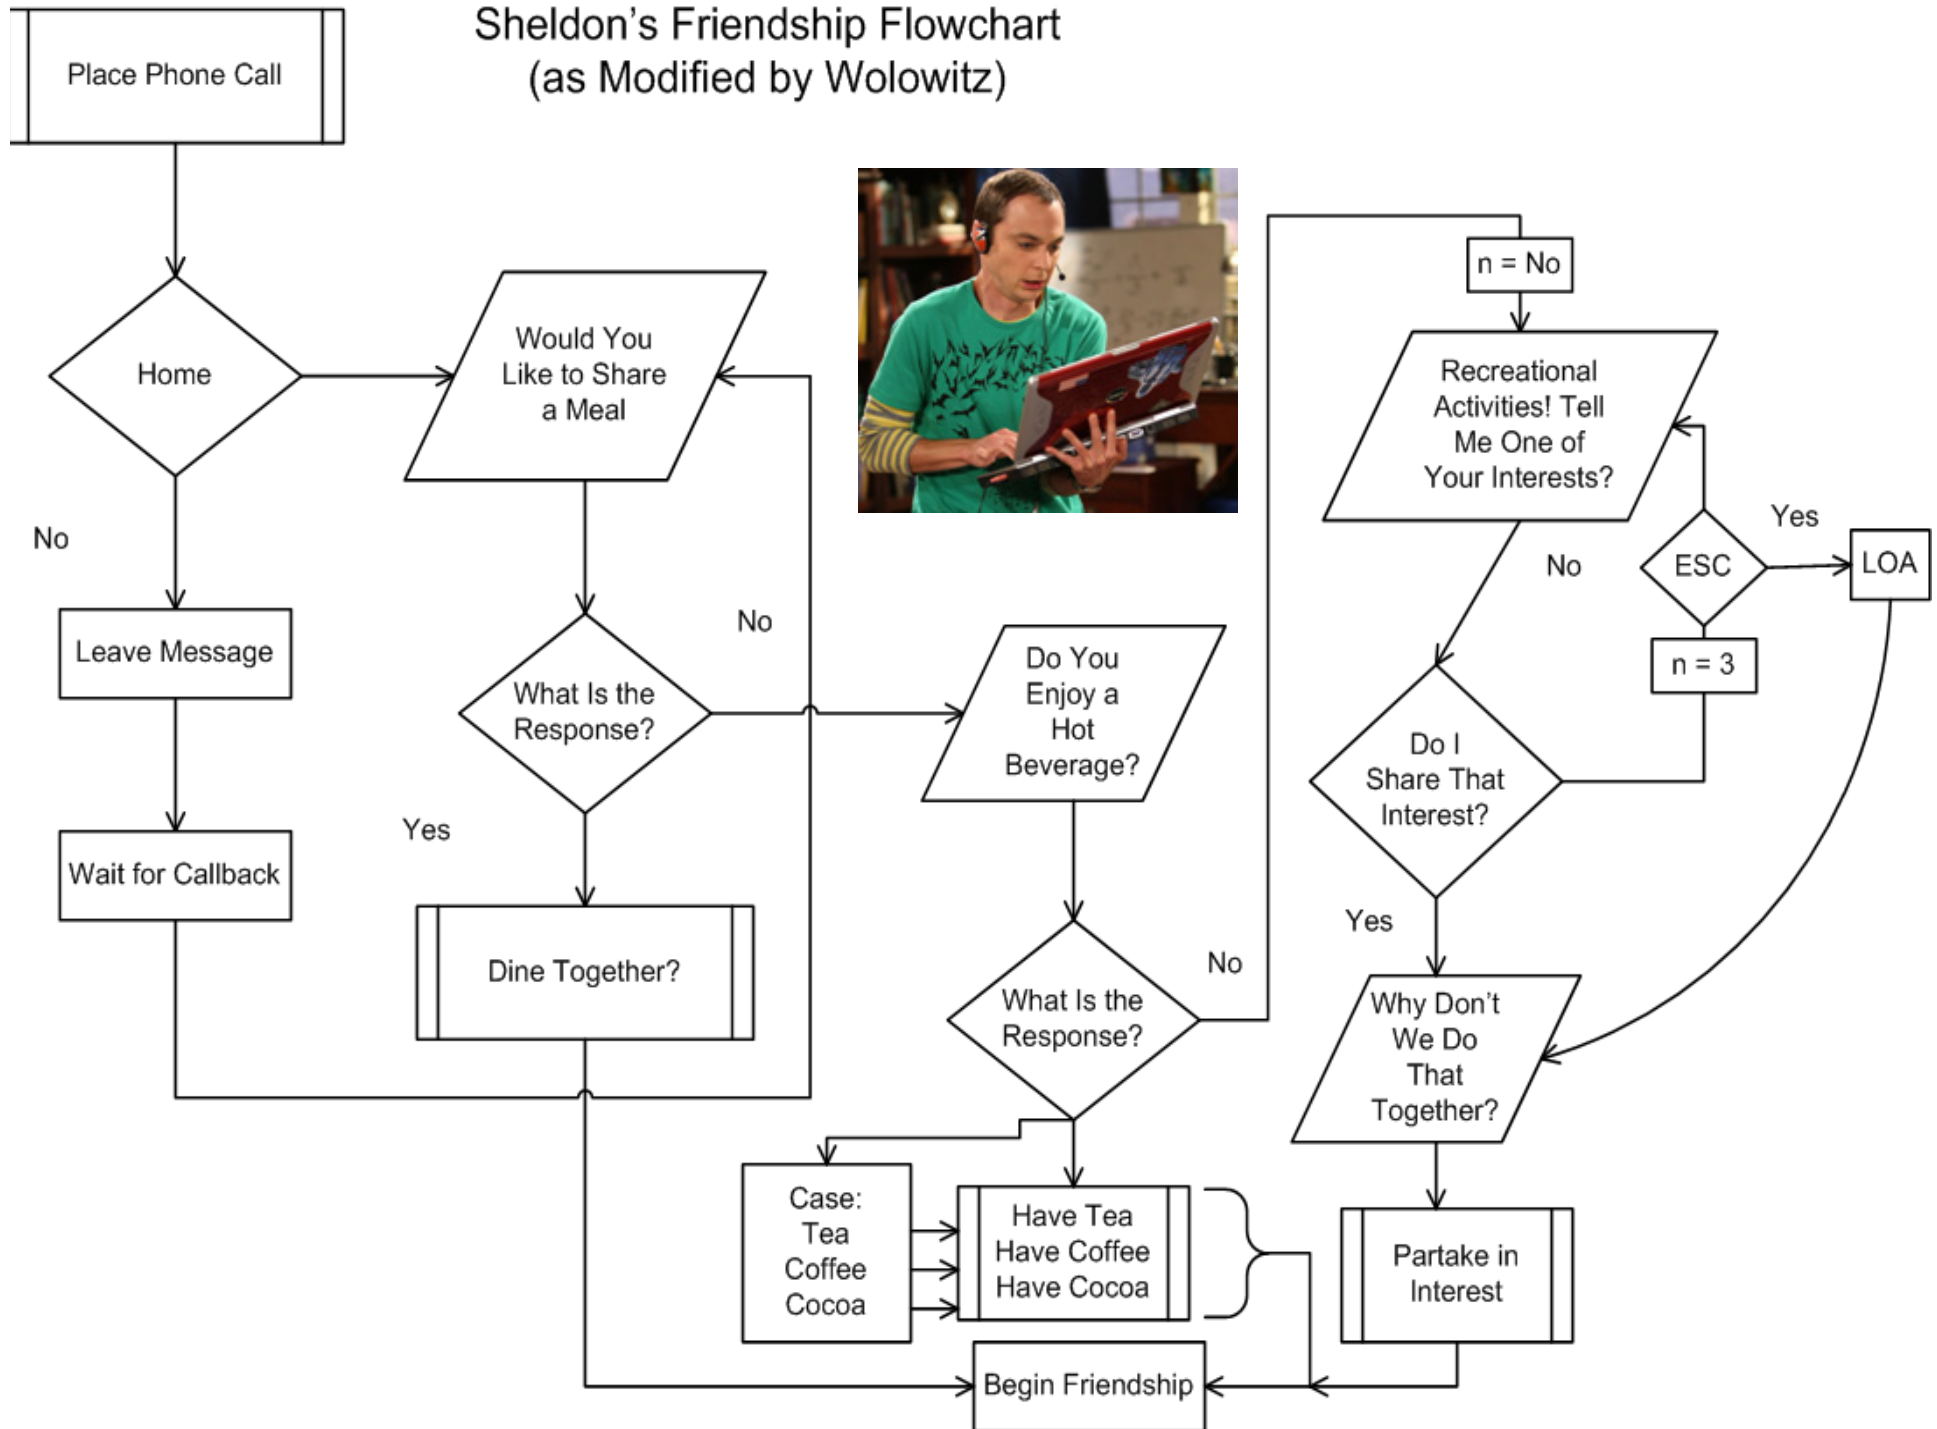 Sheldon's Friendship Flowchart
(as Modified by Wolowitz)
Place Phone Call
Home
No
Leave Message
Wait for Callback
Would You
Like to Share
a Meal
What Is the
Response?
No
Yes
Dine Together?
Do You
Enjoy a
Hot
Beverage?
What Is the
Response?
No
Case:
Tea
Coffee
Cocoa
Have Tea
Have Coffee
Have Cocoa
n = No
Recreational
Activities! Tell
Me One of
Your Interests?
No
ESC
Yes
LOA
n = 3
Do I
Share That
Interest?
Yes
Why Don't
We Do
That
Together?
Partake in
Interest
Begin Friendship